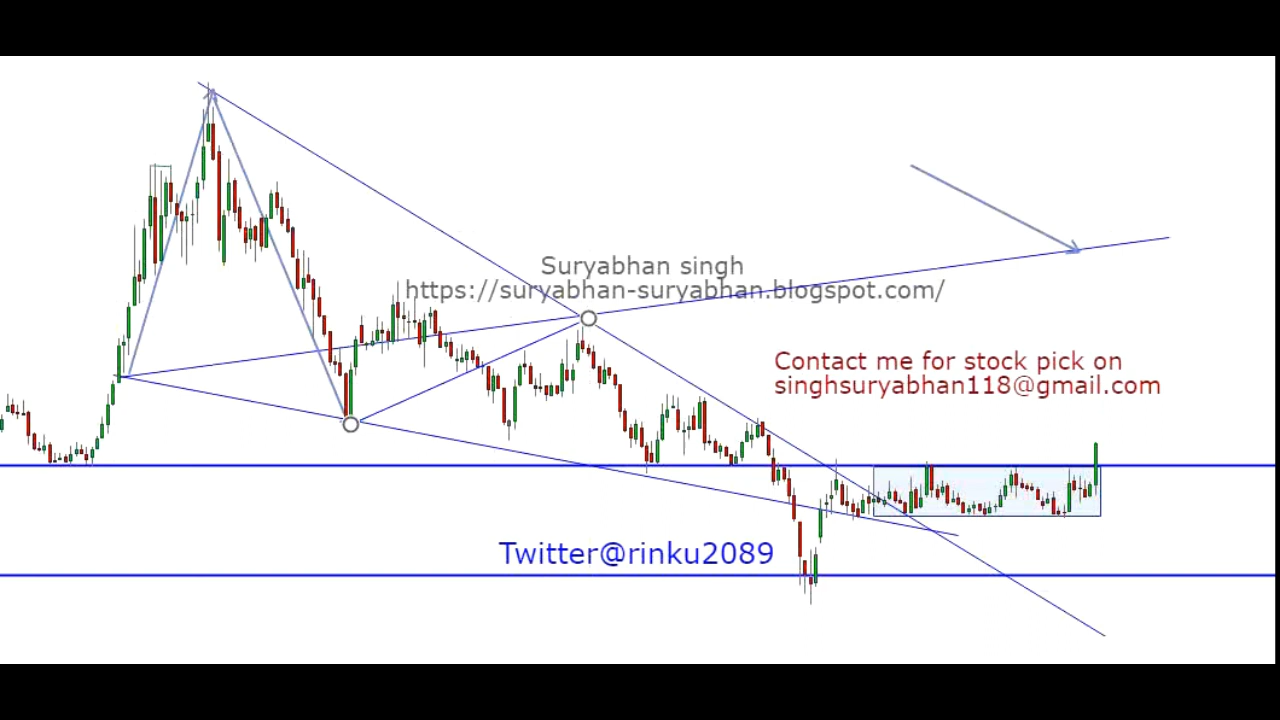 Suryabhan singh
https://suryabhan-suryabhan.blogspot.com/
Contact me for stock pick on
singhsuryabhan118@gmail.com
Twitter@rinku2089